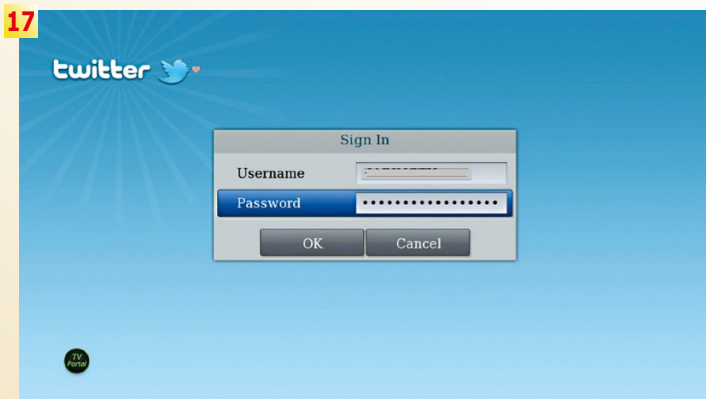 17
twitter
Sign In
Username
Password
OK Cancel
TV
Portal